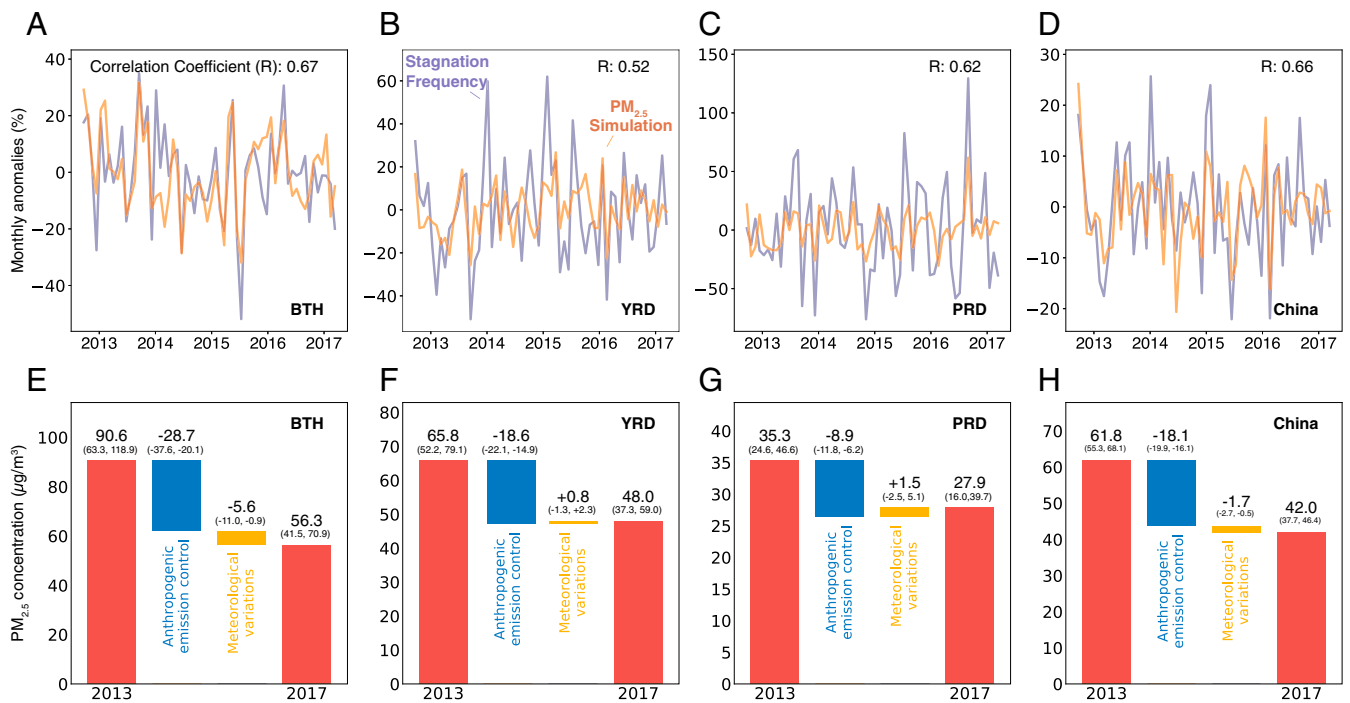 A
B
C
D
Correlation Coefficient (R): 0.67
Stagnation
Frequency
R: 0.52
PM2.5
Simulation
R: 0.62
R: 0.66
Monthly anomalies (%)
40
20
0
−20
−40
BTH
2013 2014 2015 2016 2017
60
40
20
0
−20
−40
YRD
2013 2014 2015 2016 2017
150
100
50
0
−50
PRD
2013 2014 2015 2016 2017
30
20
10
0
−10
−20
China
2013 2014 2015 2016 2017
E
F
G
H
PM2.5 concentration (μg/m³)
100
80
60
40
20
0
BTH
90.6
(63.3, 118.9)
-28.7
(-37.6, -20.1)
-5.6
(-11.0, -0.9)
56.3
(41.5, 70.9)
Anthropogenic
emission control
Meteorological
variations
2013 2017
80
70
60
50
40
30
20
10
0
YRD
65.8
(52.2, 79.1)
-18.6
(-22.1, -14.9)
+0.8
(-1.3, +2.3)
48.0
(37.3, 59.0)
Anthropogenic
emission control
Meteorological
variations
2013 2017
40
35
30
25
20
15
10
5
0
PRD
35.3
(24.6, 46.6)
-8.9
(-11.8, -6.2)
+1.5
(-2.5, 5.1)
27.9
(16.0,39.7)
Anthropogenic
emission control
Meteorological
variations
2013 2017
70
60
50
40
30
20
10
0
China
61.8
(55.3, 68.1)
-18.1
(-19.9, -16.1)
-1.7
(-2.7, -0.5)
42.0
(37.7, 46.4)
Anthropogenic
emission control
Meteorological
variations
2013 2017